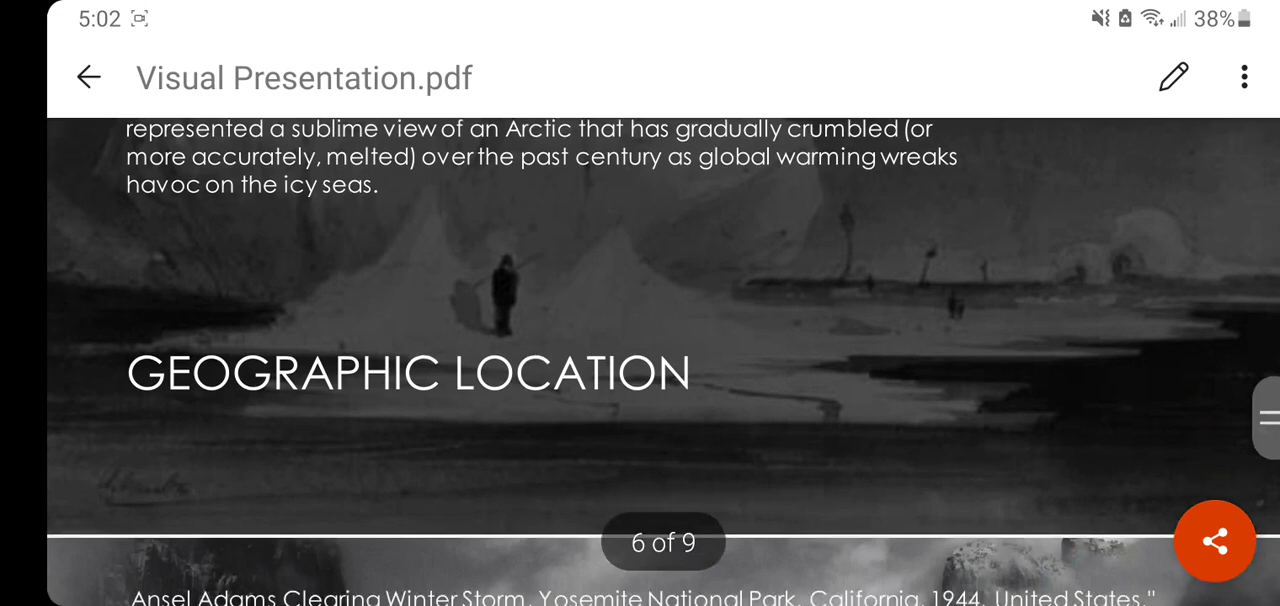 5:02
38%
Visual Presentation.pdf
represented a sublime view of an Arctic that has gradually crumbled (or
more accurately, melted) over the past century as global warming wreaks
havoc on the icy seas.
GEOGRAPHIC LOCATION
6 of 9
Ansel Adams Clearing Winter Storm, Yosemite National Park, California, 1944, United States."